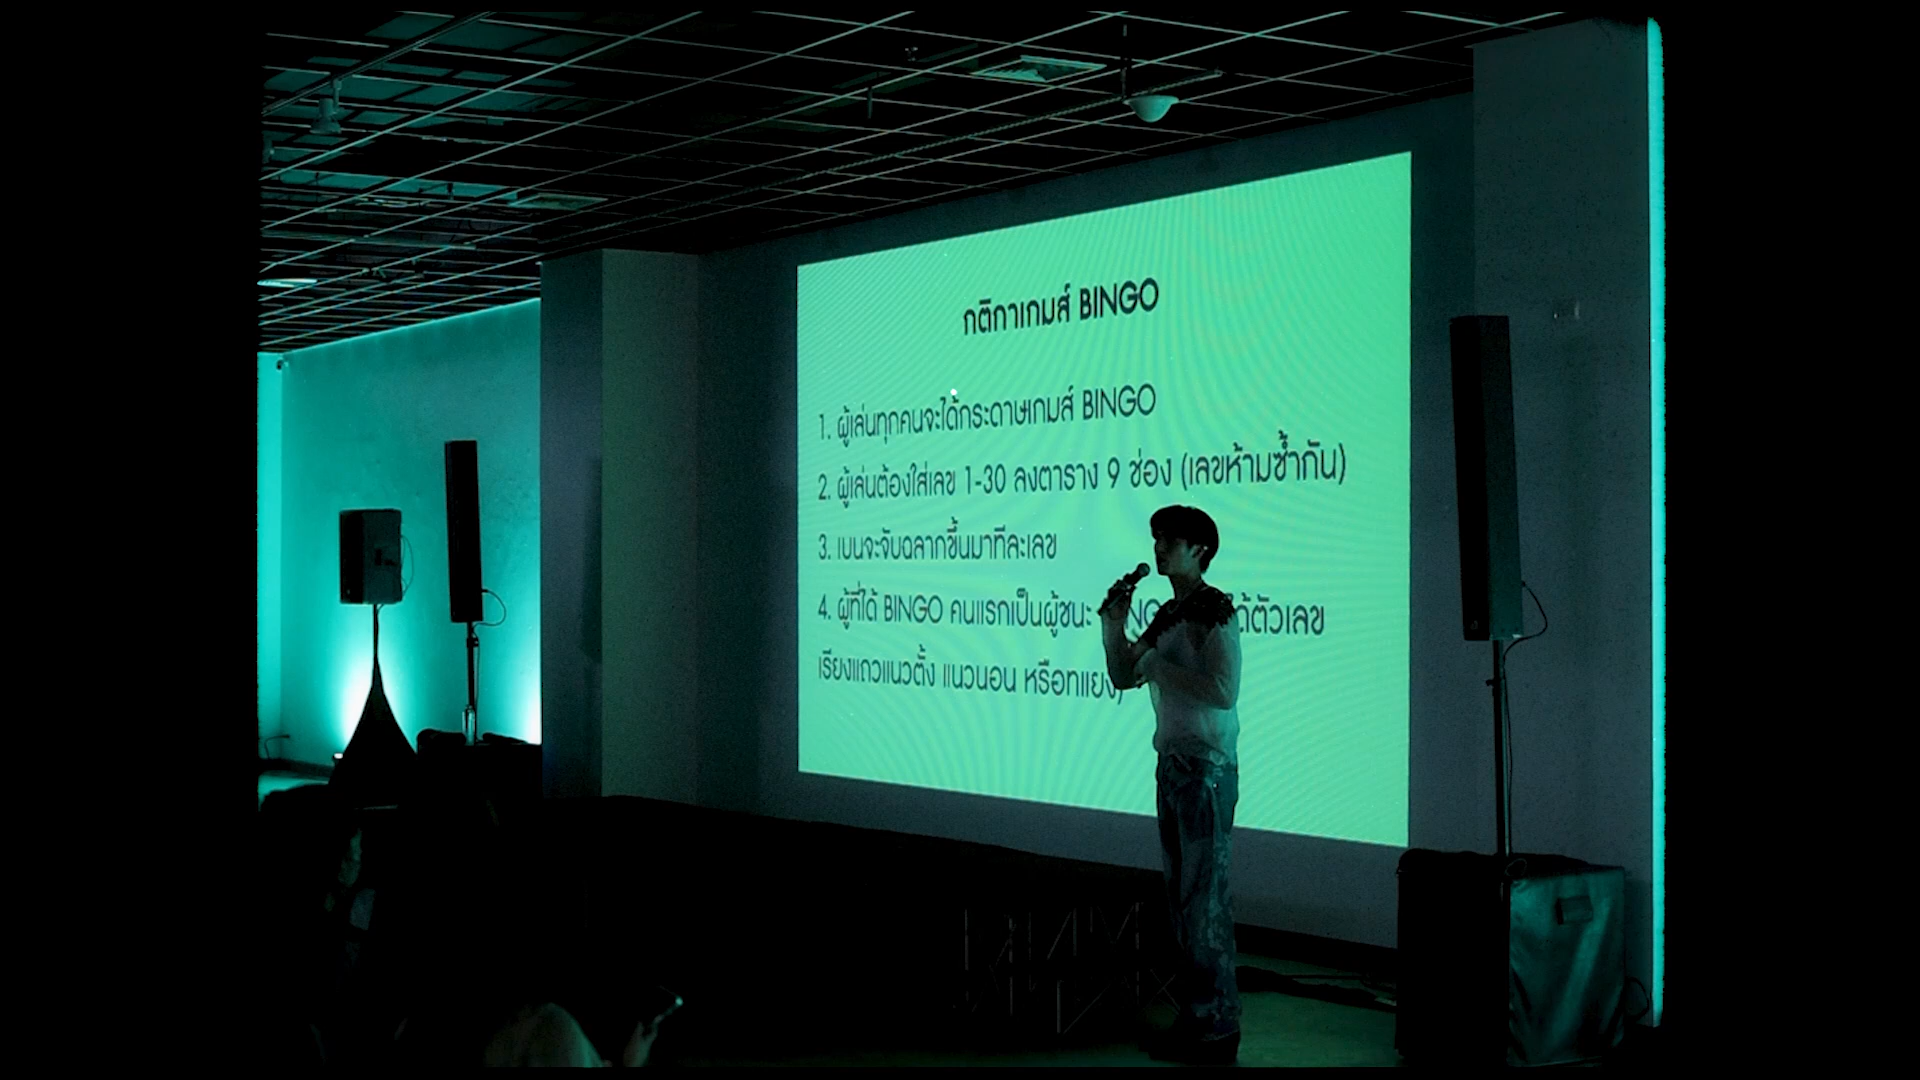 กติกาเกมส์ BINGO
1. ผู้เล่นทุกคนจะได้กระดาษเกมส์ BINGO
2. ผู้เล่นต้องใส่เลข 1-30 ลงตาราง 9 ช่อง (เลขห้ามซ้ำกัน)
3. เบนจะจับฉลากขึ้นมาทีละเลข
4. ผู้ที่ได้ BINGO คนแรกเป็นผู้ชนะ ได้ตัวเลข
เรียงแถวแนวตั้ง แนวนอน หรือทแยง)